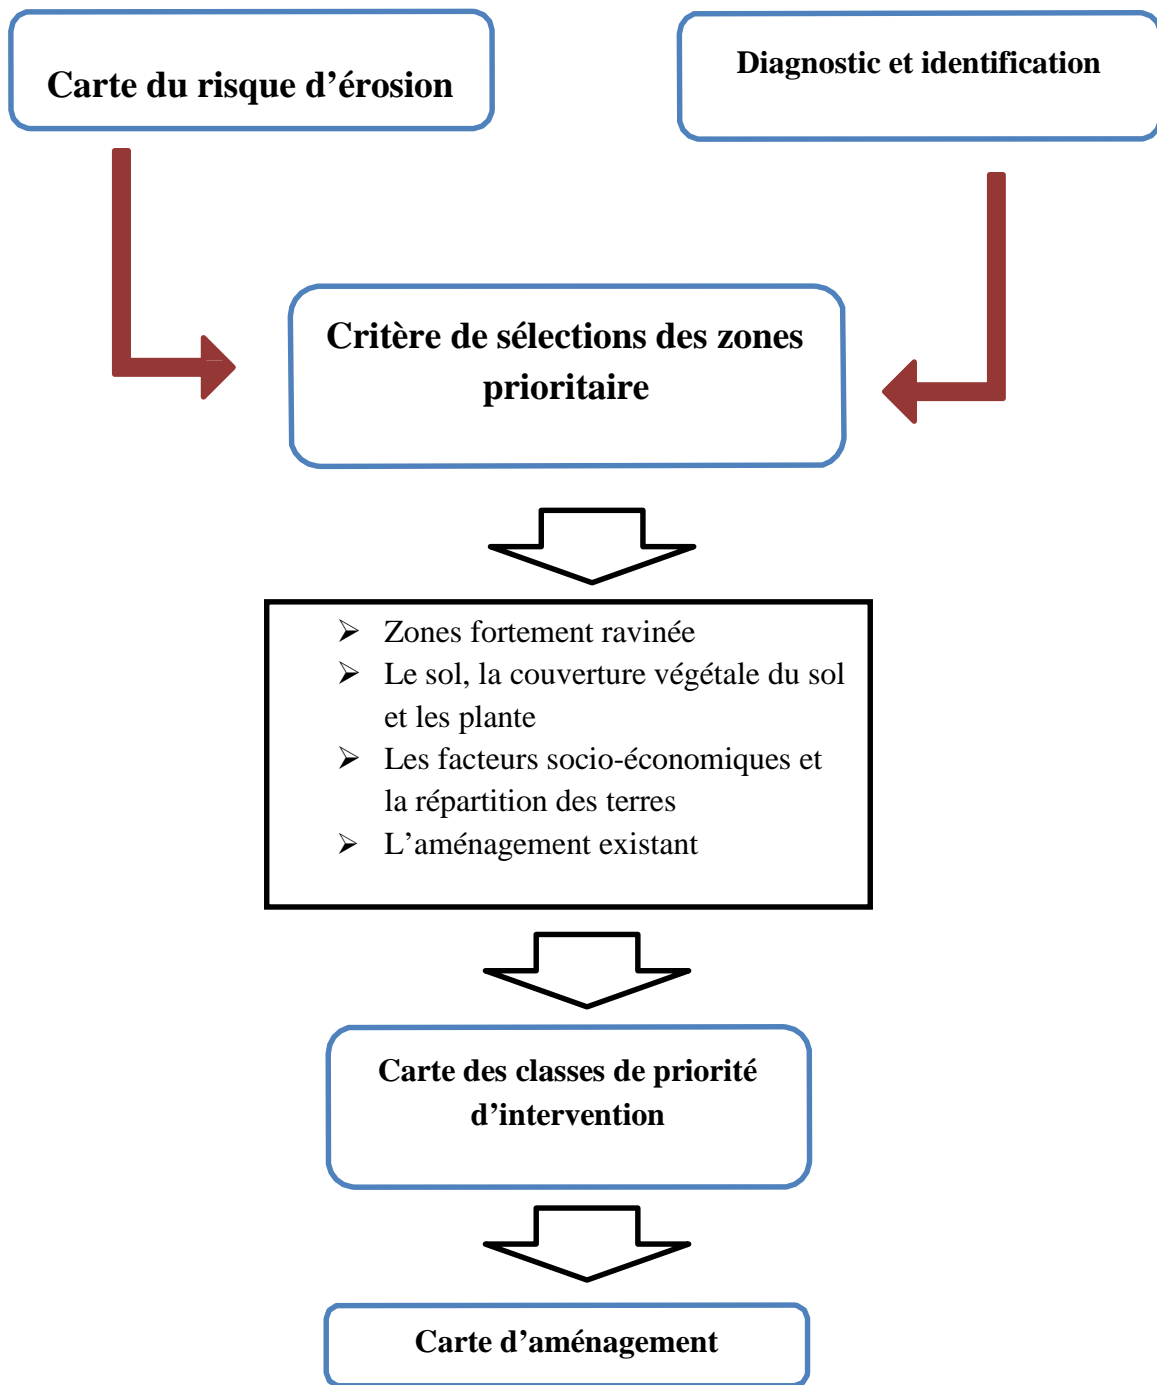 Carte du risque d’érosion
Diagnostic et identification
Critère de sélections des zones
prioritaire
➢ Zones fortement ravinée
➢ Le sol, la couverture végétale du sol
et les plante
➢ Les facteurs socio-économiques et
la répartition des terres
➢ L’aménagement existant
Carte des classes de priorité
d’intervention
Carte d’aménagement